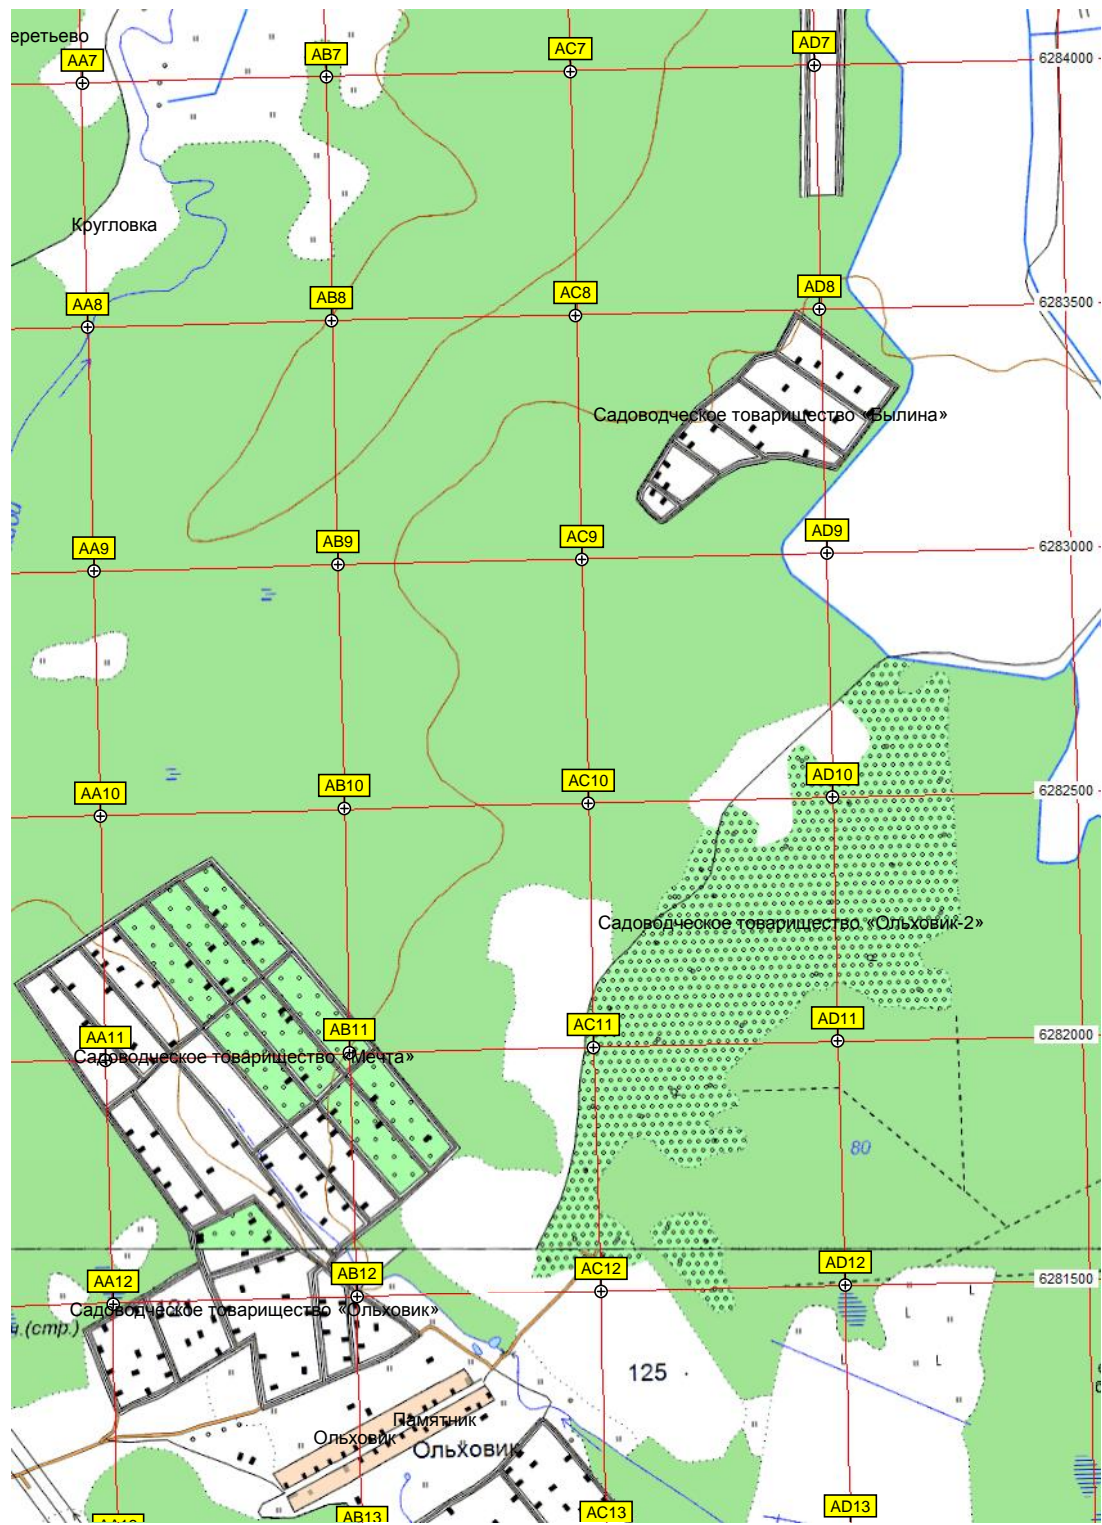 еретьево
AA7
AB7
AC7
AD7
6284000
Кругловка
AA8
AB8
AC8
AD8
6283500
Садоводческое товарищество «Вылина»
AA9
AB9
AC9
AD9
6283000
AA10
AB10
AC10
AD10
6282500
Садоводческое товарищество «Ольховик-2»
AA11
AB11
AC11
AD11
6282000
Садоводческое товарищество «Мечта»
80
AA12
AB12
AC12
AD12
6281500
Садоводческое товарищество «Ольховик»
(стр.)
125
Памятник
Ольховик
Ольховик
AB13
AC13
AD13